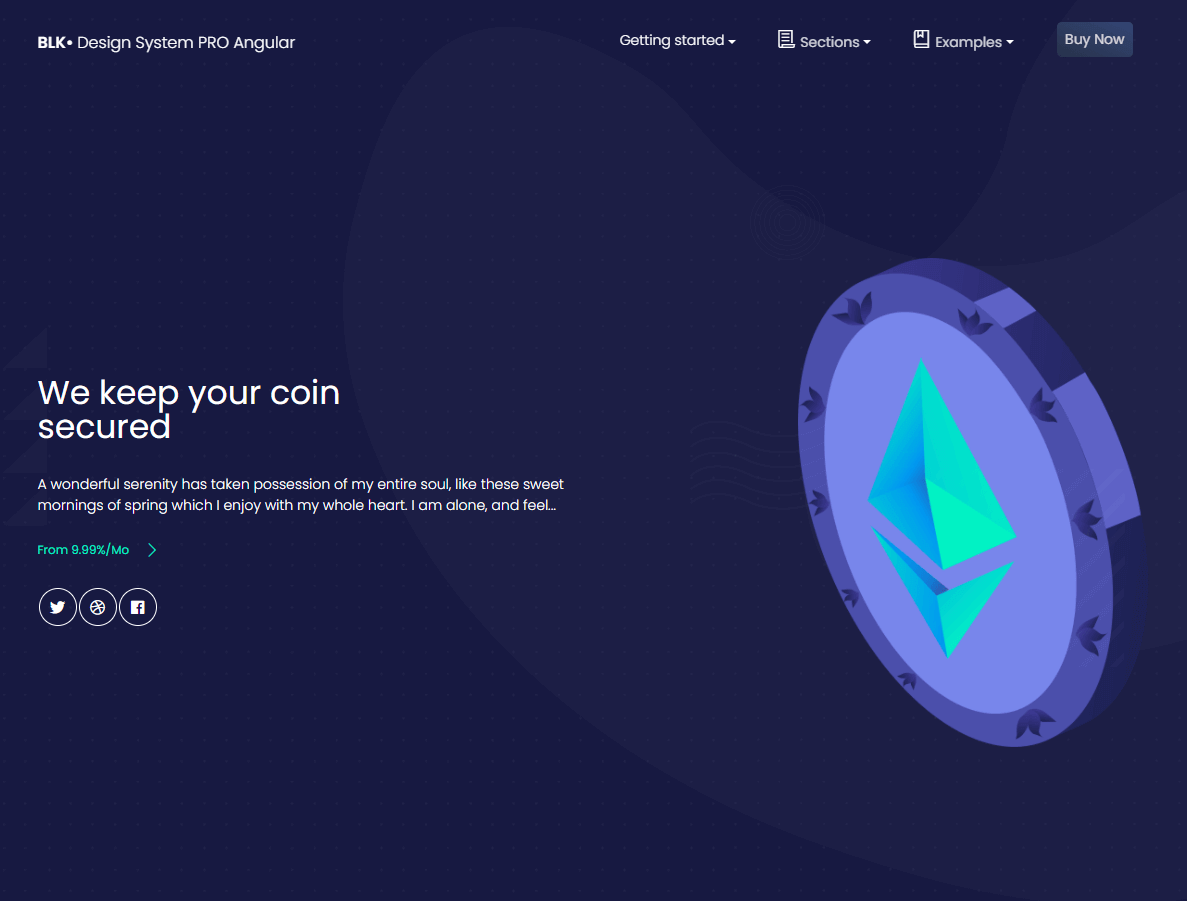 BLK• Design System PRO Angular
Getting started
Sections
Examples
Buy Now
We keep your coin
secured
A wonderful serenity has taken possession of my entire soul, like these sweet
mornings of spring which I enjoy with my whole heart. I am alone, and feel...
From 9.99%/Mo